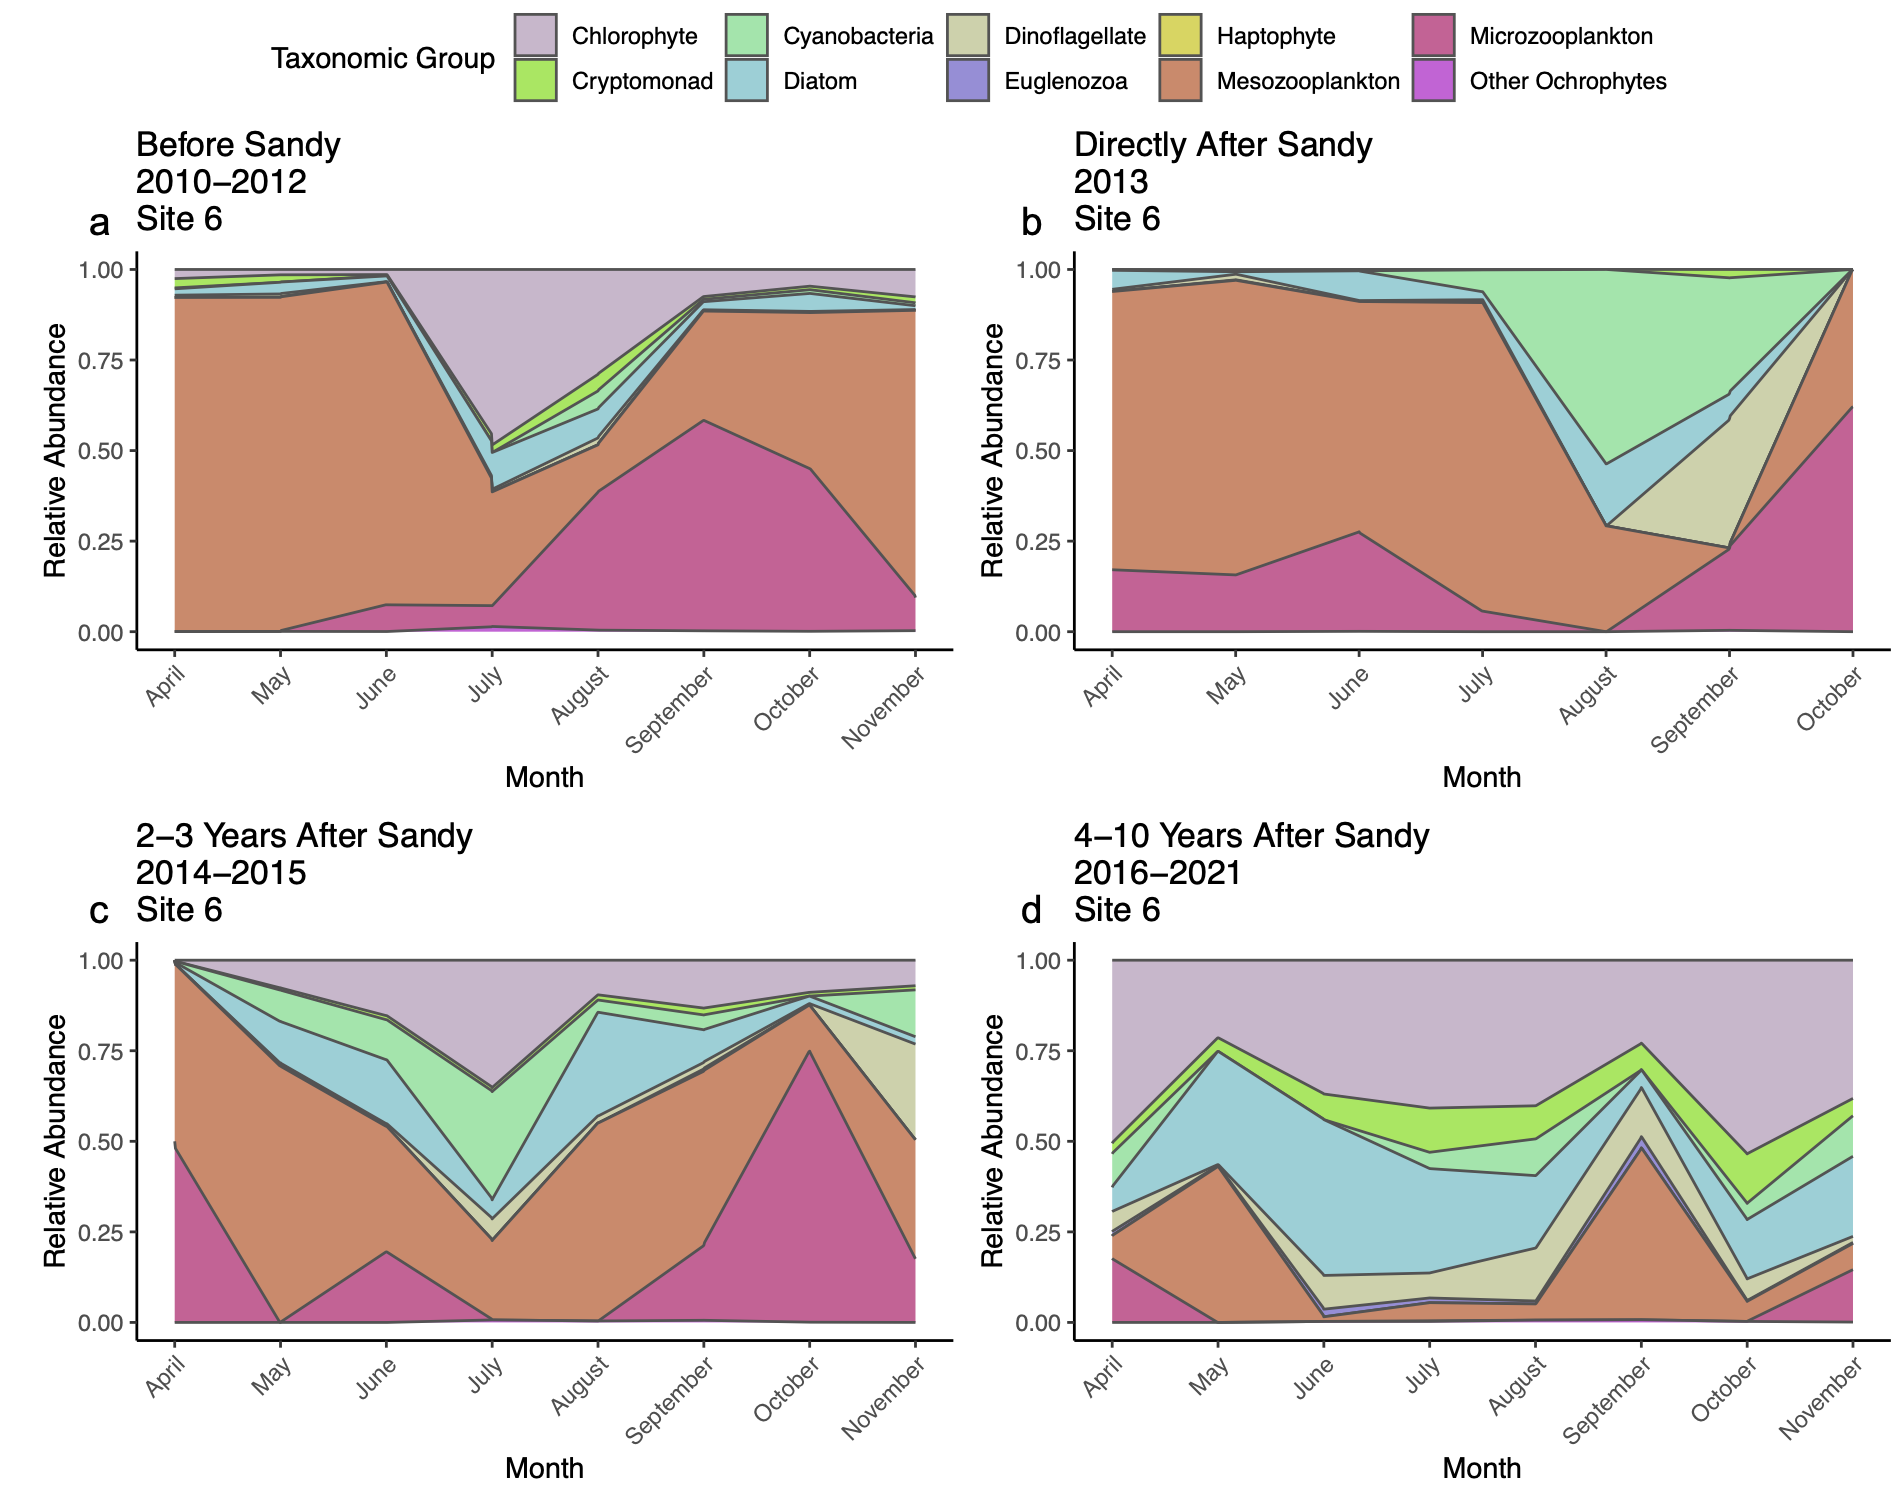 Taxonomic Group
Chlorophyte Cyanobacteria Dinoflagellate Haptophyte Microzooplankton
Cryptomonad Diatom Euglenozoa Mesozooplankton Other Ochrophytes
Before Sandy
2010–2012
a Site 6
1.00
0.75
0.50
0.25
0.00
Relative Abundance
April May June July August September October November
Month
Directly After Sandy
2013
b Site 6
1.00
0.75
0.50
0.25
0.00
Relative Abundance
April May June July August September October
Month
2–3 Years After Sandy
2014–2015
c Site 6
1.00
0.75
0.50
0.25
0.00
Relative Abundance
April May June July August September October November
Month
4–10 Years After Sandy
2016–2021
d Site 6
1.00
0.75
0.50
0.25
0.00
Relative Abundance
April May June July August September October November
Month